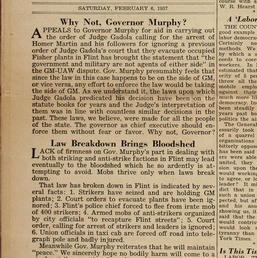 SATURDAY, FEBRUARY 6, 1937
Why Not, Governor Murphy?
APPEALS to Governor Murphy for aid in carrying out
the order of Judge Gadola calling for the arrest of
Homer Martin and his followers for ignoring a previous
order of Judge Gadola's court that they evacuate occupied
Fisher plants in Flint has brought the statement that "the
government and military are not agents of either side" in
the GM-UAW dispute. Gov. Murphy presumably feels that
since the law in this case happens to be on the side of GM,
or vice versa, any effort to enforce the law would be taking
the side of GM. As we understand it, the laws upon which
Judge Gadola has dictated his decision have been on the
statute books for years and the Judge's interpretation of
them was in line with countless similar decisions in the
past. These laws, we believe, were made for all the people
of the state. The governor as chief executive should en-
force them without fear or favor. Why not, Governor?
Law Breakdown Brings Bloodshed
LACK of firmness on Gov. Murphy's part in dealing with
both striking and anti-strike factions in Flint may lead
eventually to the bloodshed which he so ardently is at-
tempting to avoid. Mobs thrive only when laws break
down.
That law has broken down in Flint is indicated by sev-
eral facts: 1. Strikers have seized and are holding GM
plants; 2. Court orders to evacuate plants have been ig-
nored; 3. Flint's police chief forced to flee from mob
of 400 strikers; 4. Armed mobs of anti-strikers organized
by city officials "to recapture Flint streets"; 5. Court
order, calling for arrest of strikers and leaders is ignored;
6. Union officials in taxi cab are forced off road into tele-
graph pole and badly injured.
Meanwhile Gov. Murphy reiterates that he will maintain
"peace." We sincerely hope no bodily harm will come to
A 'Labor
THE COU
good example
labor democr
Certainly n
W. R. Heard
Is This Tim